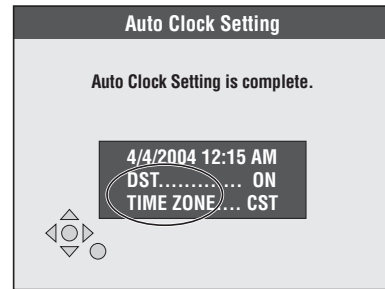 Auto Clock Setting
Auto Clock Setting is complete.
4/4/2004 12:15 AM
DST............ ON
TIME ZONE.... CST